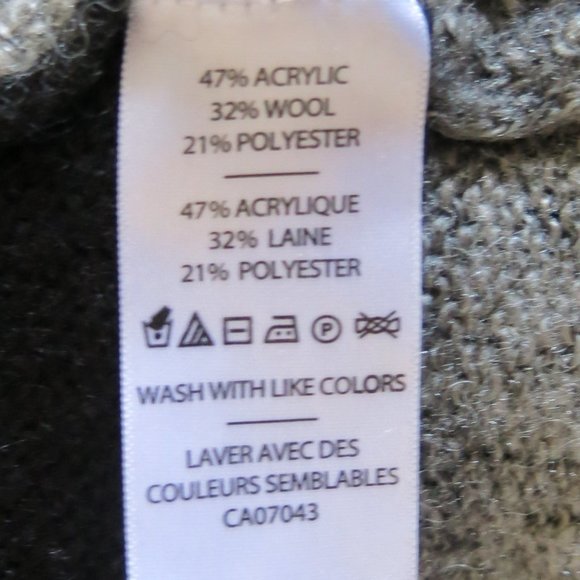 47% ACRYLIC
32% WOOL
21% POLYESTER
47% ACRYLIQUE
32% LAINE
21% POLYESTER
P
WASH WITH LIKE COLORS
LAVER AVEC DES
COULEURS SEMBLABLES
CA07043